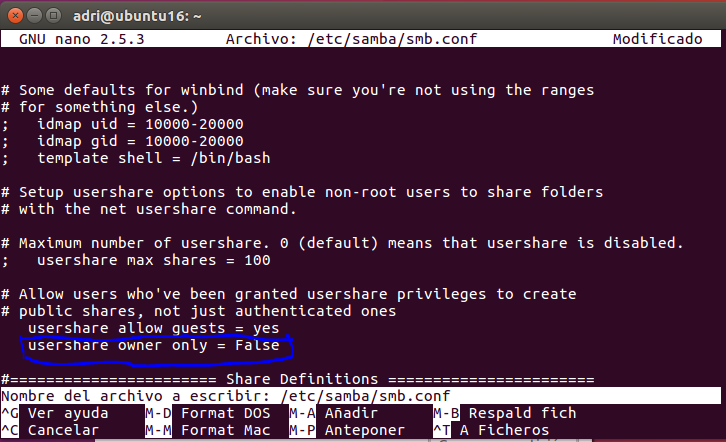 adri@ubuntu16: ~
GNU nano 2.5.3 Archivo: /etc/samba/smb.conf Modificado
# Some defaults for winbind (make sure you're not using the ranges
# for something else.)
;   idmap uid = 10000-20000
;   idmap gid = 10000-20000
;   template shell = /bin/bash
# Setup usershare options to enable non-root users to share folders
# with the net usershare command.
# Maximum number of usershare. 0 (default) means that usershare is disabled.
;   usershare max shares = 100
# Allow users who've been granted usershare privileges to create
# public shares, not just authenticated ones
usershare allow guests = yes
usershare owner only = False
#======================= Share Definitions =======================
Nombre del archivo a escribir: /etc/samba/smb.conf
^G Ver ayuda M-D Format DOS M-A Añadir M-B Respald fich
^C Cancelar M-M Format Mac M-P Anteponer ^T A Ficheros